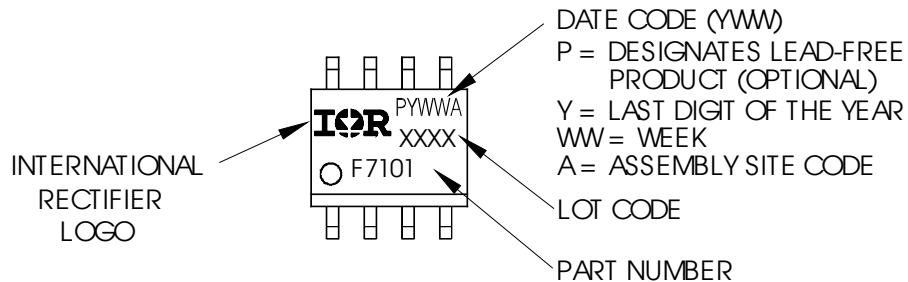 DATE CODE (YWW)
P = DESIGNATES LEAD-FREE
PRODUCT (OPTIONAL)
Y = LAST DIGIT OF THE YEAR
WW = WEEK
A = ASSEMBLY SITE CODE
LOT CODE
PART NUMBER
INTERNATIONAL
RECTIFIER
LOGO
IOR
PYWWA
XXXX
F7101